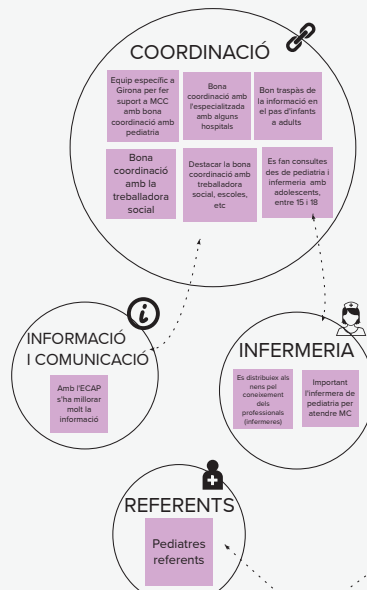 COORDINACIÓ
Equip específic a
Girona per fer
suport a MCC
amb bona
coordinació amb
pediatria
Bona
coordinació amb
l'especialitzada
amb alguns
hospitals
Bon traspàs de
la informació en
el pas d'infants
a adults
Bona
coordinació
amb la
treballadora
social
Destacar la bona
coordinació amb
treballadora
social, escoles,
etc
Es fan consultes
des de pediatria i
infermeria amb
adolescents,
entre 15 i 18
INFORMACIÓ
I COMUNICACIÓ
Amb l'ECAP
s'ha millorar
molt la
informació
INFERMERIA
Es distribuiex als
nens pel
coneixement
dels
professionals
(infermeres)
Important
l'infermera de
pediatria per
atendre MC
REFERENTS
Pediatres
referents